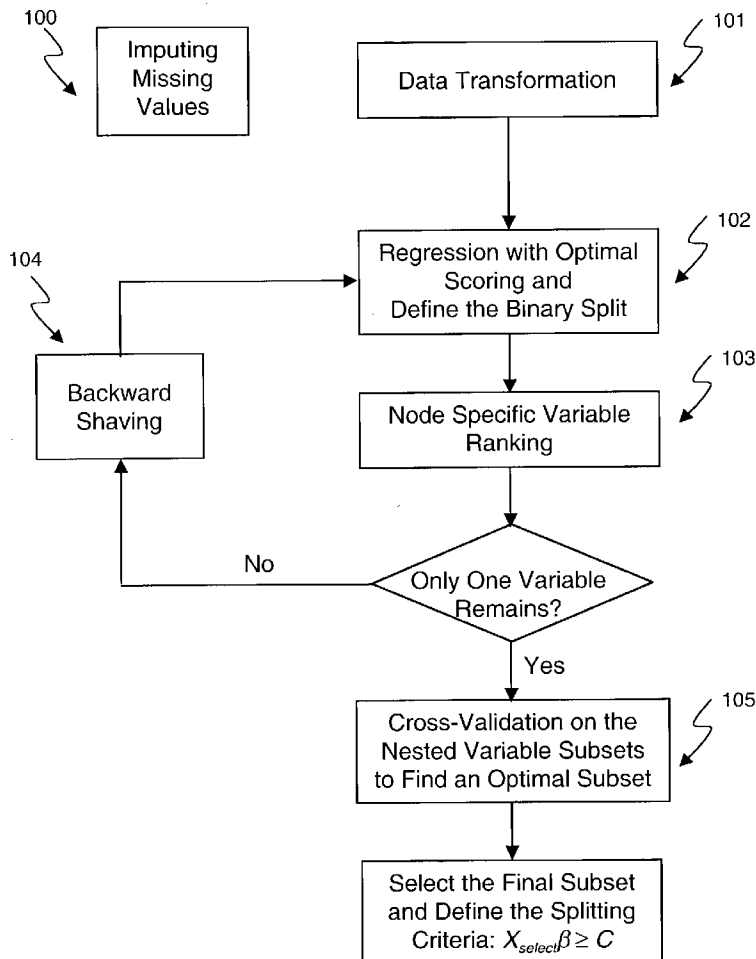 100
Imputing
Missing
Values
101
Data Transformation
102
Regression with Optimal
Scoring and
Define the Binary Split
104
Backward
Shaving
103
Node Specific Variable
Ranking
No
Only One Variable
Remains?
Yes
105
Cross-Validation on the
Nested Variable Subsets
to Find an Optimal Subset
Select the Final Subset
and Define the Splitting
Criteria: X_select β ≥ C